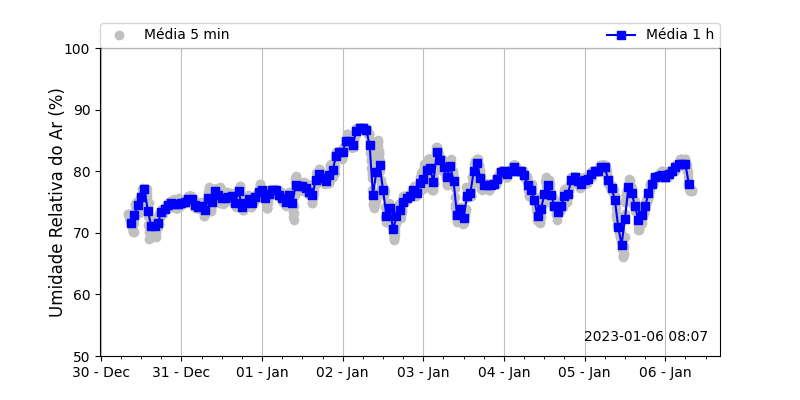 Média 5 min
Média 1 h
Umidade Relativa do Ar (%)
100
90
80
70
60
50
2023-01-06 08:07
30 - Dec
31 - Dec
01 - Jan
02 - Jan
03 - Jan
04 - Jan
05 - Jan
06 - Jan